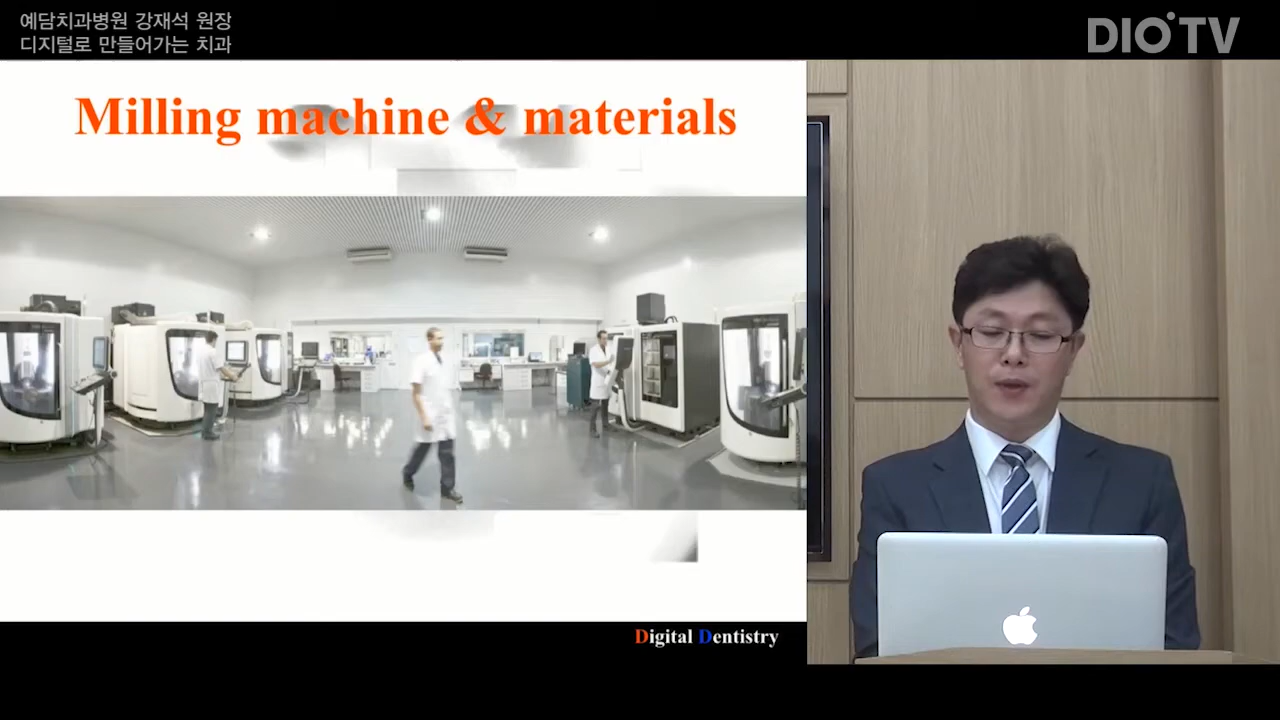 예담치과병원 강재석 원장
디지털로 만들어가는 치과
DIO TV
Milling machine & materials
Digital Dentistry